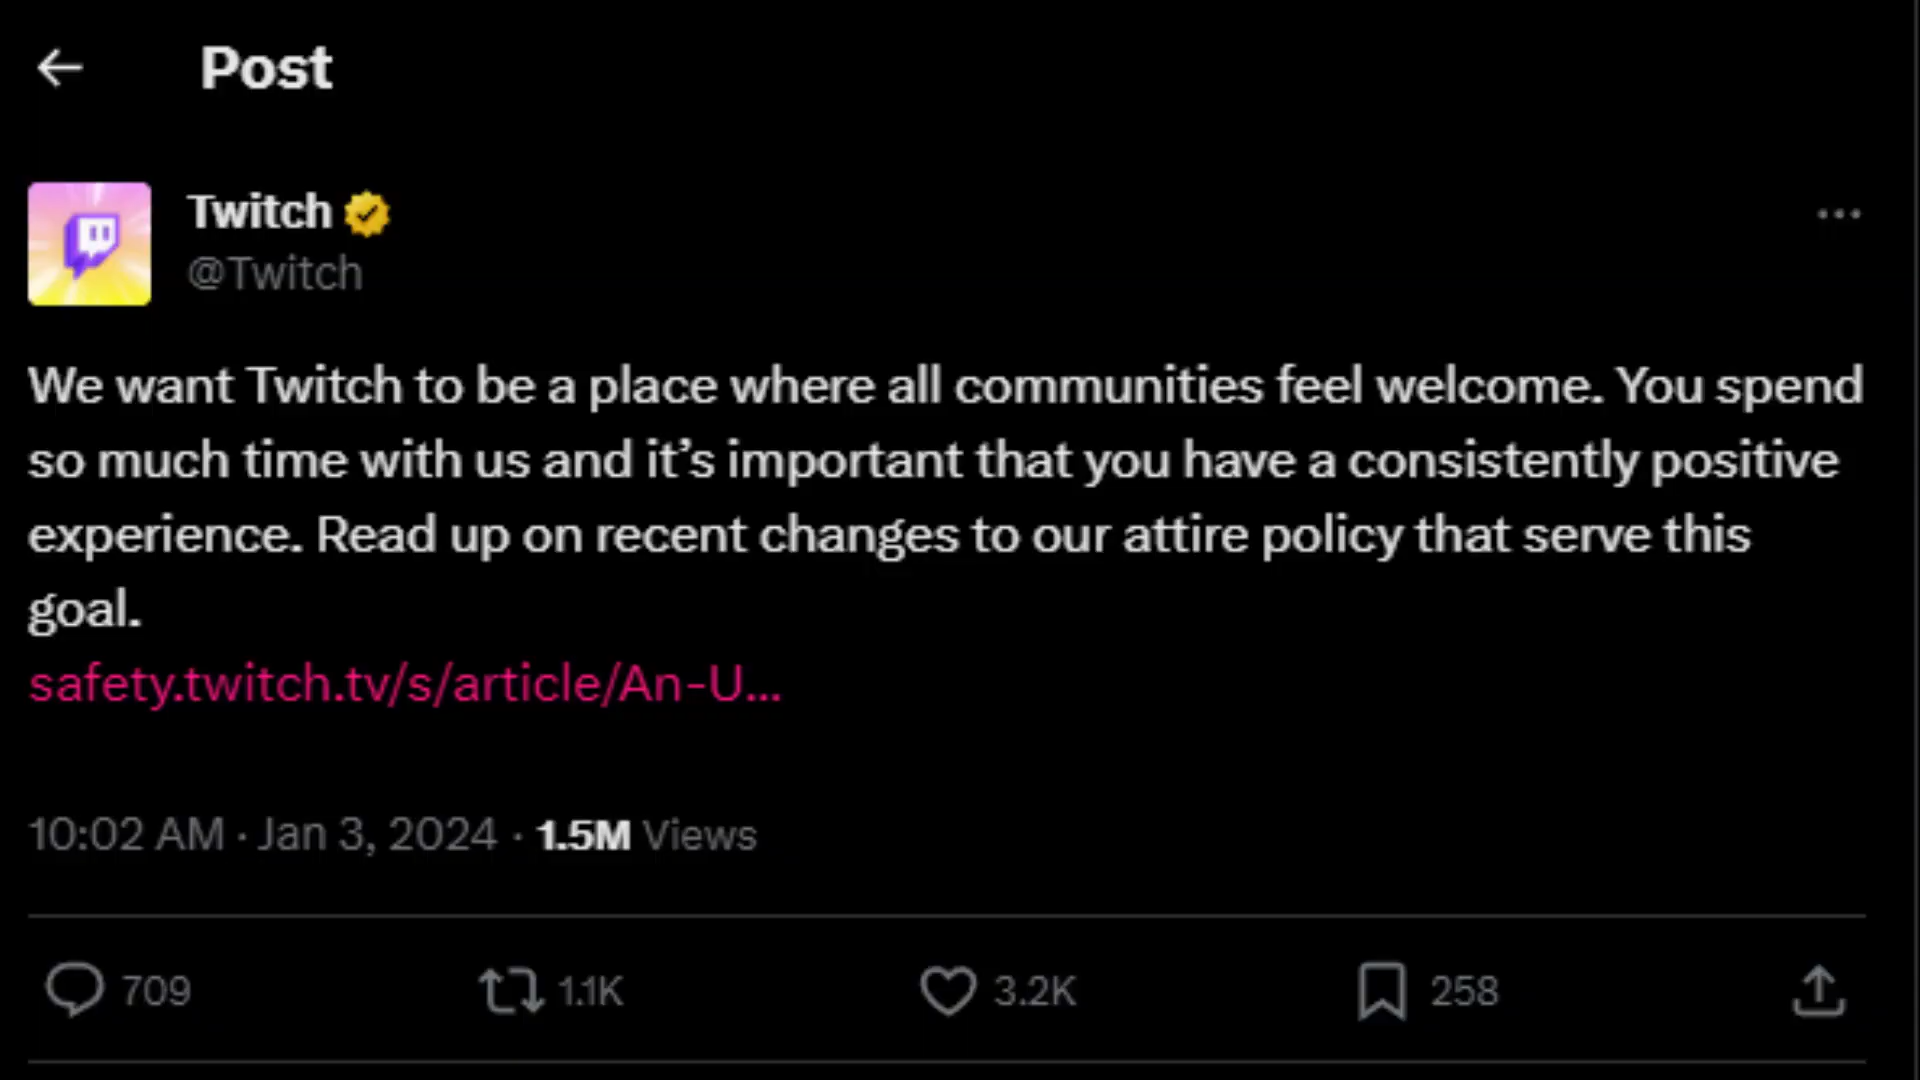 Post
Twitch
@Twitch
We want Twitch to be a place where all communities feel welcome. You spend
so much time with us and it’s important that you have a consistently positive
experience. Read up on recent changes to our attire policy that serve this
goal.
safety.twitch.tv/s/article/An-U...
10:02 AM · Jan 3, 2024 · 1.5M Views
709 1.1K 3.2K 258